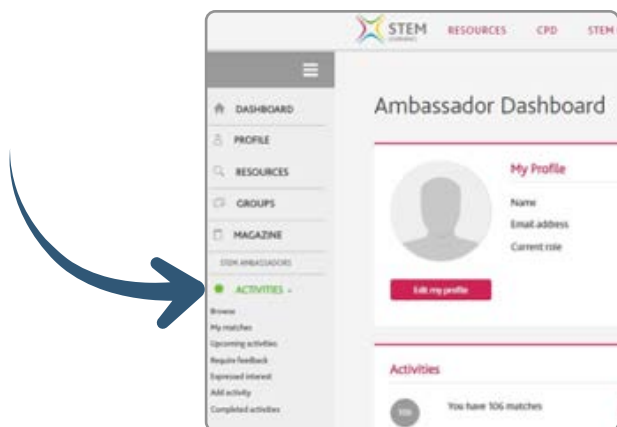 STEM
RESOURCES CPD STEM
DASHBOARD
PROFILE
RESOURCES
GROUPS
MAGAZINE
STEM AMBASSADORS
ACTIVITIES
Browse
My matches
Upcoming activities
Require feedback
Expressed interest
Add activity
Completed activities
Ambassador Dashboard
My Profile
Name
Email address
Current role
Edit my profile
Activities
106
You have 106 matches